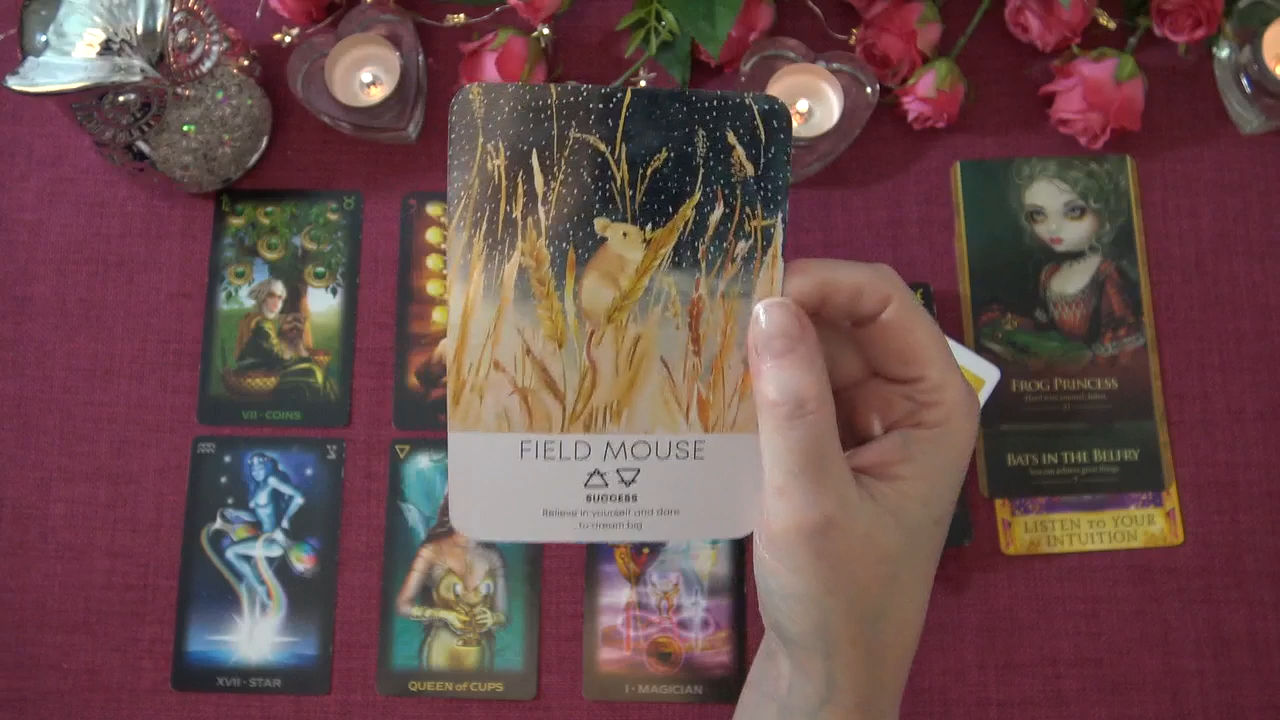 FIELD MOUSE
SUCCESS
Believe in yourself and dare
to dream big
VII • COINS
XVII • STAR
QUEEN of CUPS
I • MAGICIAN
FROG PRINCESS
BATS IN THE BELFRY
You can achieve great things
LISTEN TO YOUR
INTUITION